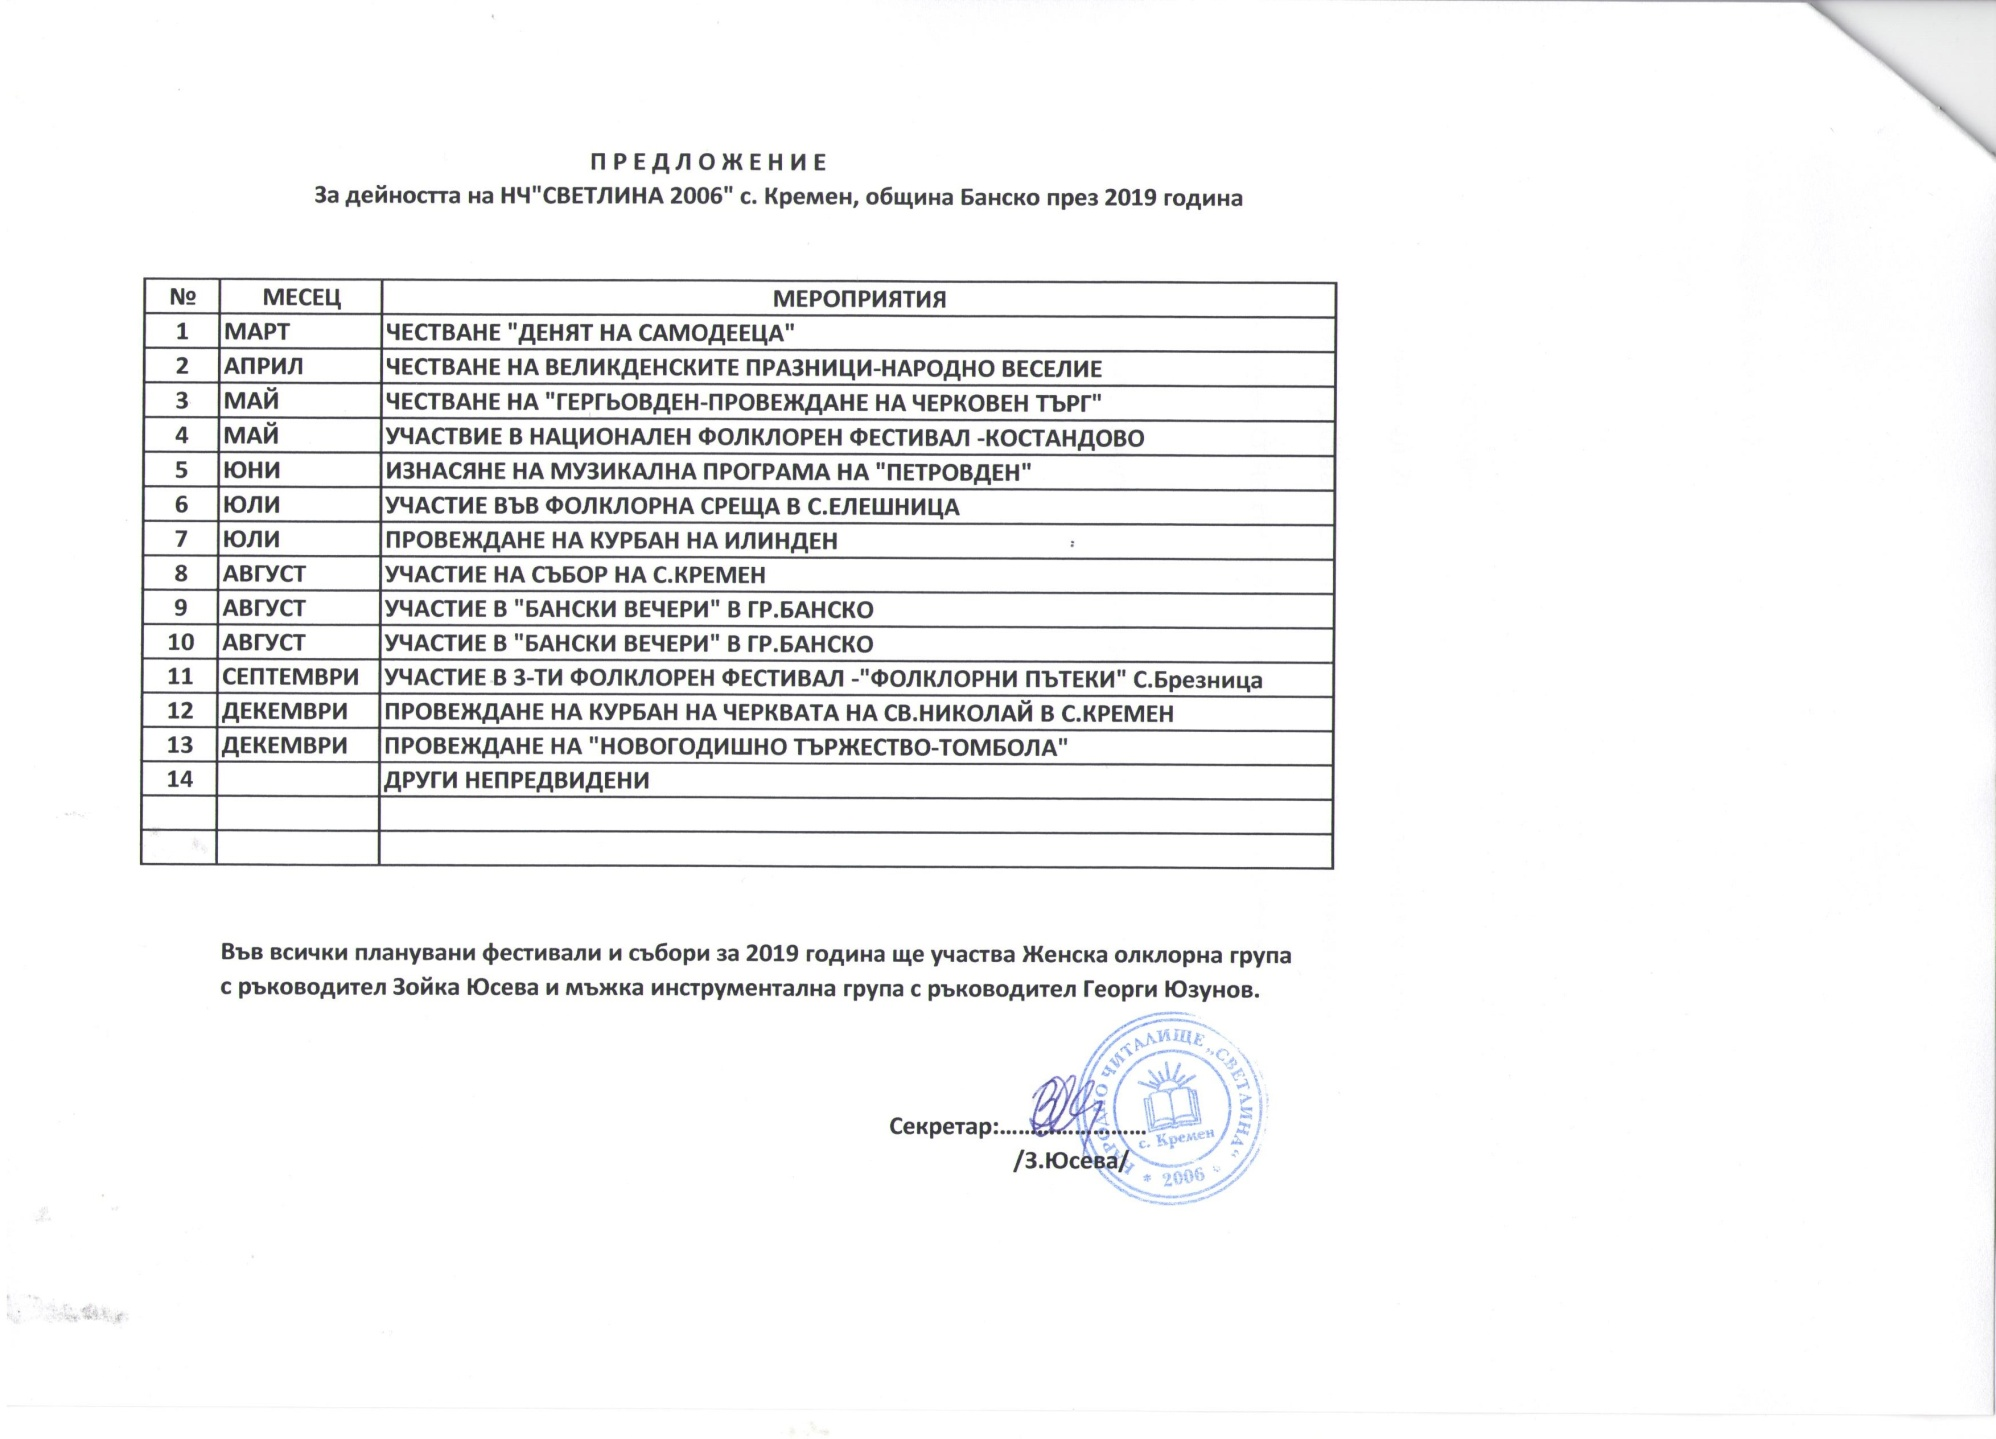 П Р Е Д Л О Ж Е Н И Е
За дейността на НЧ"СВЕТЛИНА 2006" с. Кремен, община Банско през 2019 година
№ МЕСЕЦ МЕРОПРИЯТИЯ
1 МАРТ ЧЕСТВАНЕ "ДЕНЯТ НА САМОДЕЕЦА"
2 АПРИЛ ЧЕСТВАНЕ НА ВЕЛИКДЕНСКИТЕ ПРАЗНИЦИ-НАРОДНО ВЕСЕЛИЕ
3 МАЙ ЧЕСТВАНЕ НА "ГЕРГЬОВДЕН-ПРОВЕЖДАНЕ НА ЧЕРКОВЕН ТЪРГ"
4 МАЙ УЧАСТВИЕ В НАЦИОНАЛЕН ФОЛКЛОРЕН ФЕСТИВАЛ -КОСТАНДОВО
5 ЮНИ ИЗНАСЯНЕ НА МУЗИКАЛНА ПРОГРАМА НА "ПЕТРОВДЕН"
6 ЮЛИ УЧАСТИЕ ВЪВ ФОЛКЛОРНА СРЕЩА В С.ЕЛЕШНИЦА
7 ЮЛИ ПРОВЕЖДАНЕ НА КУРБАН НА ИЛИНДЕН
8 АВГУСТ УЧАСТИЕ НА СЪБОР НА С.КРЕМЕН
9 АВГУСТ УЧАСТИЕ В "БАНСКИ ВЕЧЕРИ" В ГР.БАНСКО
10 АВГУСТ УЧАСТИЕ В "БАНСКИ ВЕЧЕРИ" В ГР.БАНСКО
11 СЕПТЕМВРИ УЧАСТИЕ В 3-ТИ ФОЛКЛОРЕН ФЕСТИВАЛ -"ФОЛКЛОРНИ ПЪТЕКИ" С.Брезница
12 ДЕКЕМВРИ ПРОВЕЖДАНЕ НА КУРБАН НА ЧЕРКВАТА НА СВ.НИКОЛАЙ В С.КРЕМЕН
13 ДЕКЕМВРИ ПРОВЕЖДАНЕ НА "НОВОГОДИШНО ТЪРЖЕСТВО-ТОМБОЛА"
14 ДРУГИ НЕПРЕДВИДЕНИ
Във всички планувани фестивали и събори за 2019 година ще участва Женска олклорна група
с ръководител Зойка Юсева и мъжка инструментална група с ръководител Георги Юзунов.
Секретар:........................
/З.Юсева/
НАРОДНО ЧИТАЛИЩЕ „СВЕТЛИНА“
с. Кремен
* 2006 *